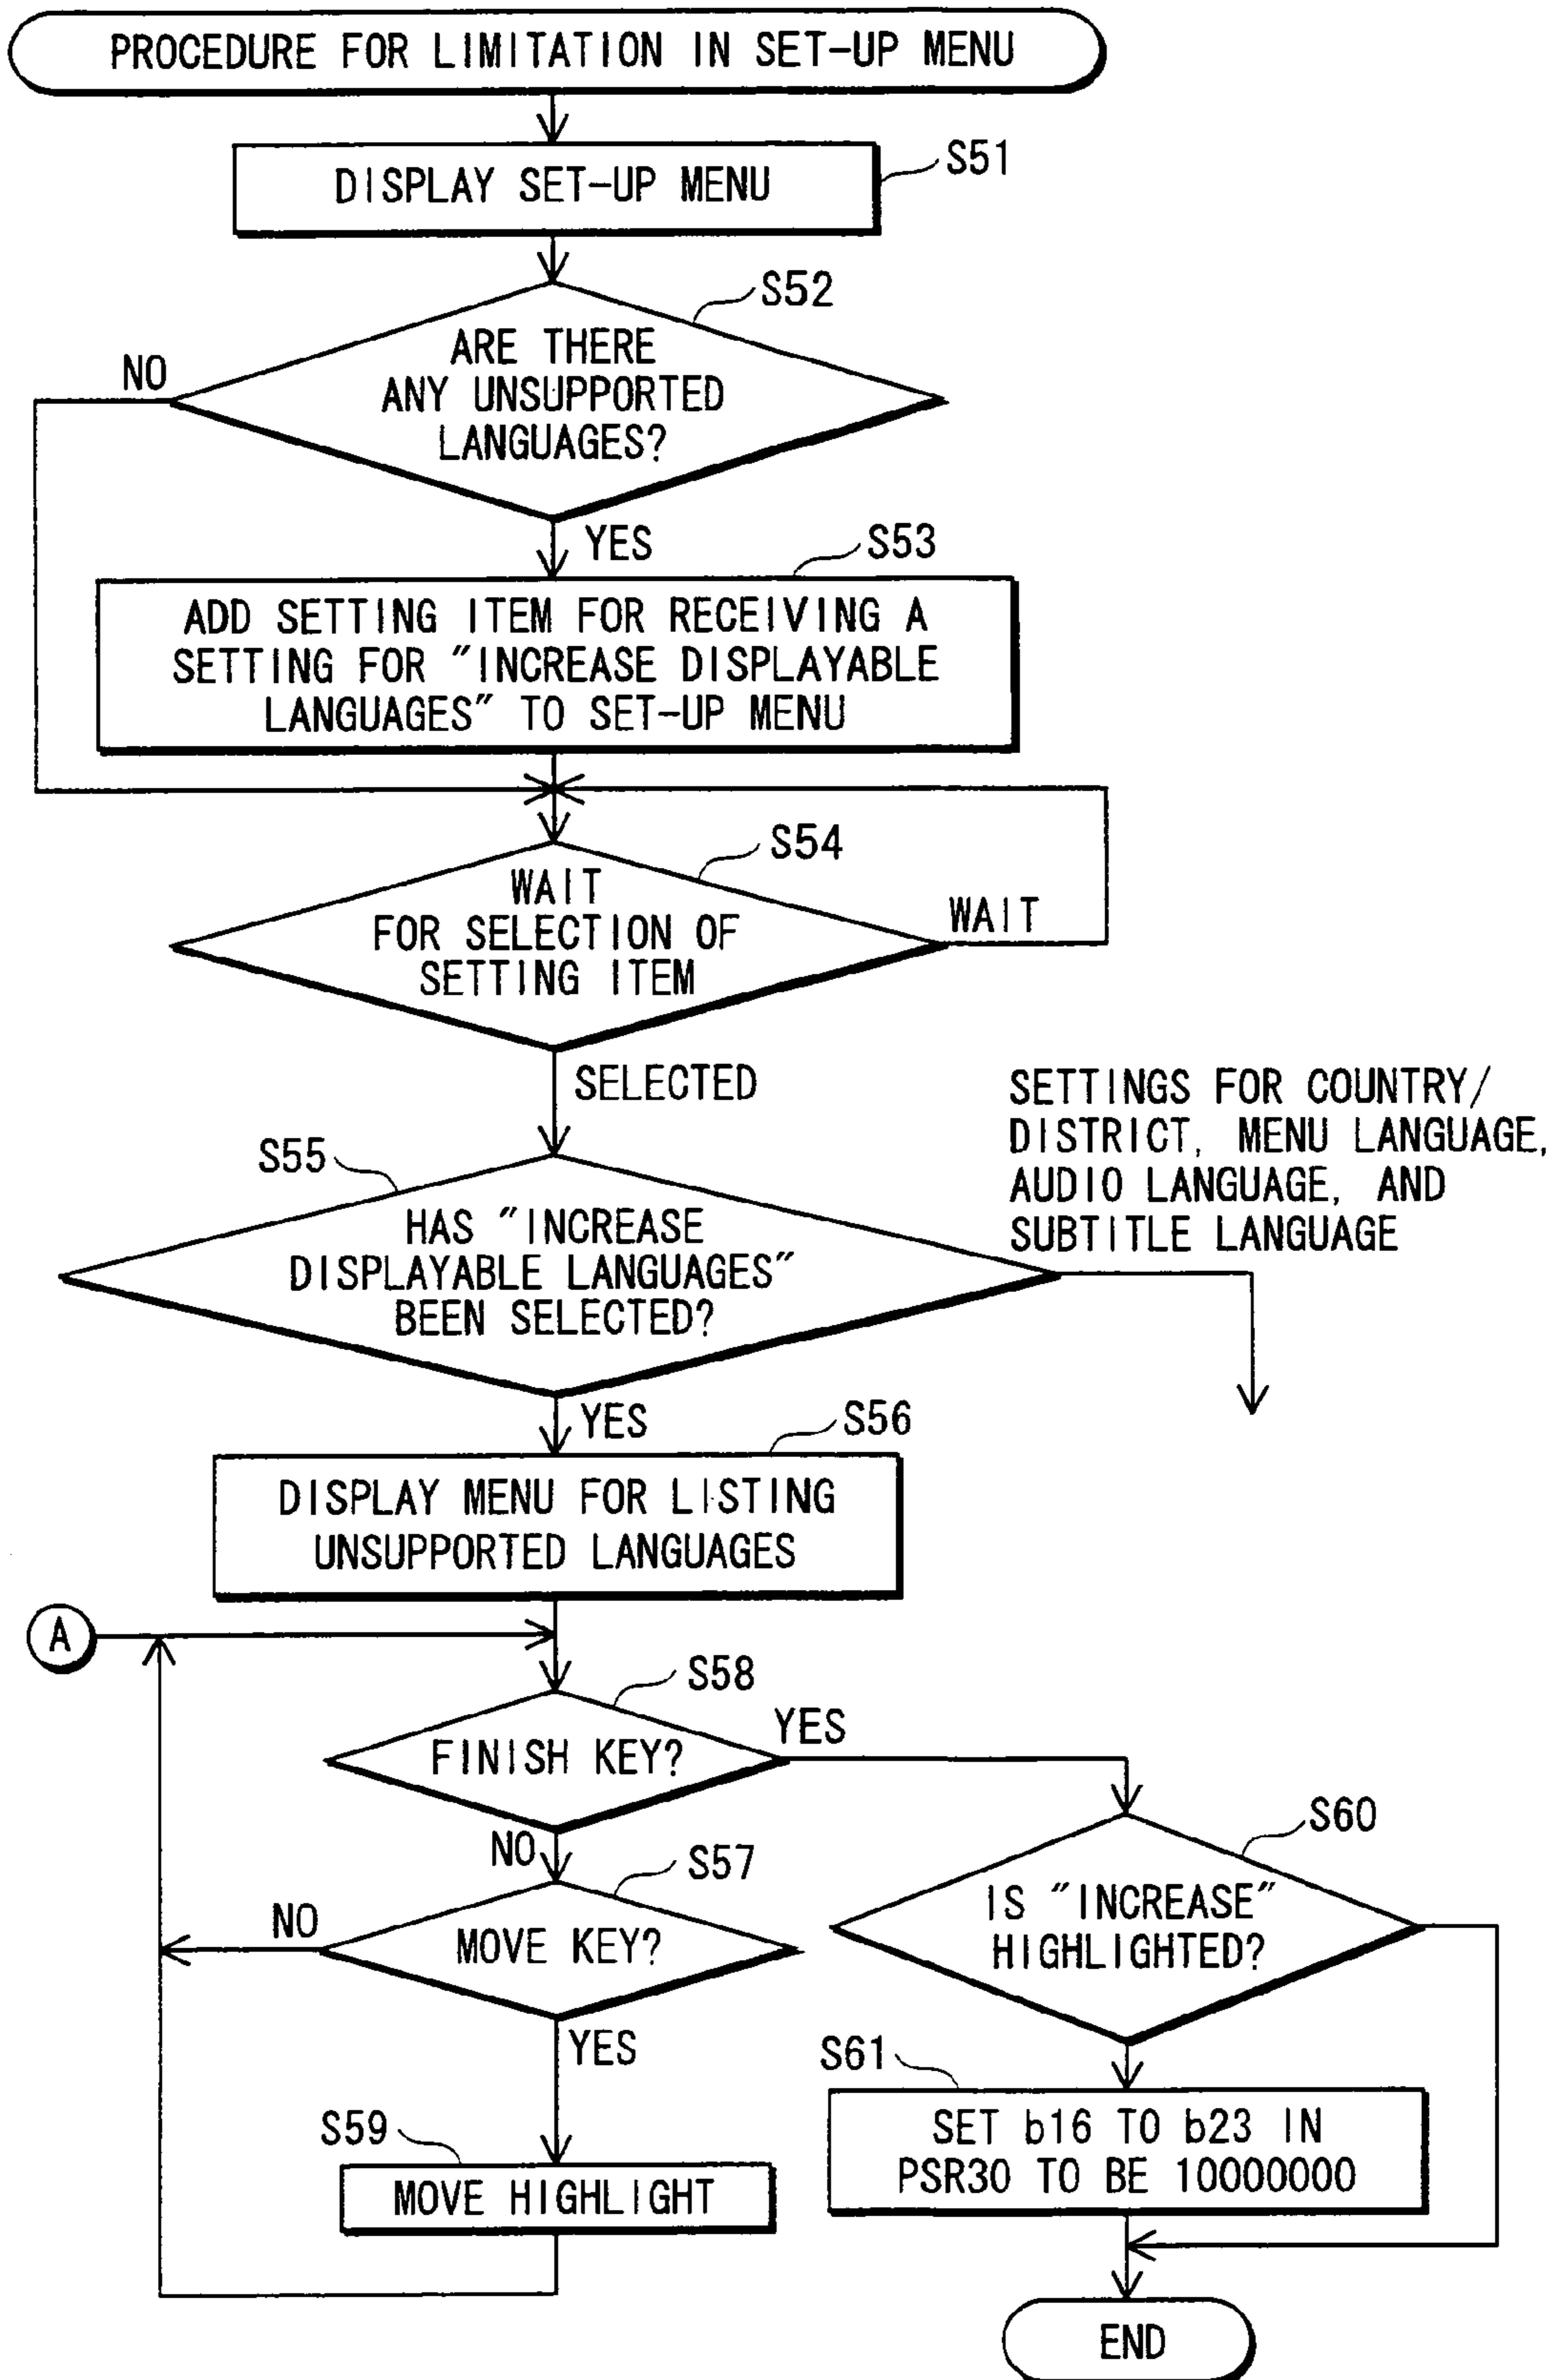 PROCEDURE FOR LIMITATION IN SET-UP MENU
DISPLAY SET-UP MENU
S51
S52
ARE THERE
ANY UNSUPPORTED
LANGUAGES?
NO
YES
S53
ADD SETTING ITEM FOR RECEIVING A
SETTING FOR "INCREASE DISPLAYABLE
LANGUAGES" TO SET-UP MENU
S54
WAIT
FOR SELECTION OF
SETTING ITEM
WAIT
SELECTED
SETTINGS FOR COUNTRY/
DISTRICT, MENU LANGUAGE,
AUDIO LANGUAGE, AND
SUBTITLE LANGUAGE
S55
HAS "INCREASE
DISPLAYABLE LANGUAGES"
BEEN SELECTED?
YES
S56
DISPLAY MENU FOR LISTING
UNSUPPORTED LANGUAGES
A
S58
FINISH KEY?
YES
NO
S57
MOVE KEY?
NO
YES
S59
MOVE HIGHLIGHT
S60
IS "INCREASE"
HIGHLIGHTED?
S61
SET b16 TO b23 IN
PSR30 TO BE 10000000
END